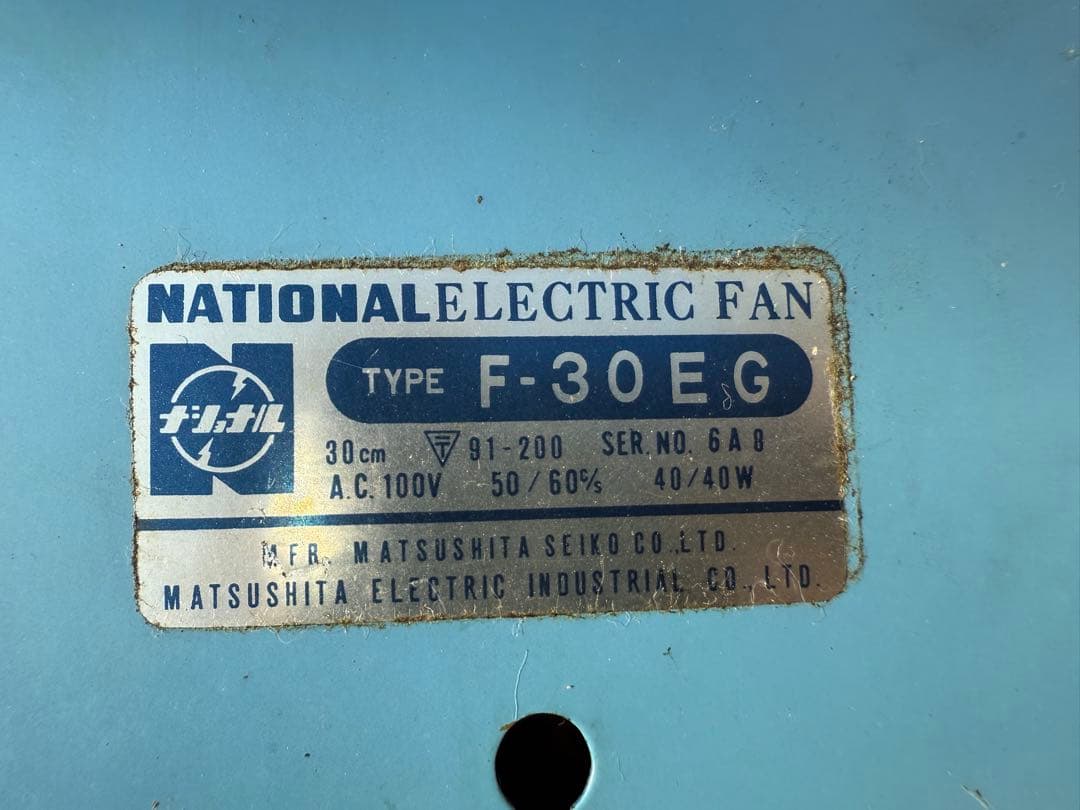 NATIONAL ELECTRIC FAN
ナショナル
TYPE F-30EG
30cm 91-200 SER.NO. 6A8
A.C. 100V 50/60c/s 40/40W
MFR. MATSUSHITA SEIKO CO.,LTD.
MATSUSHITA ELECTRIC INDUSTRIAL CO., LTD.